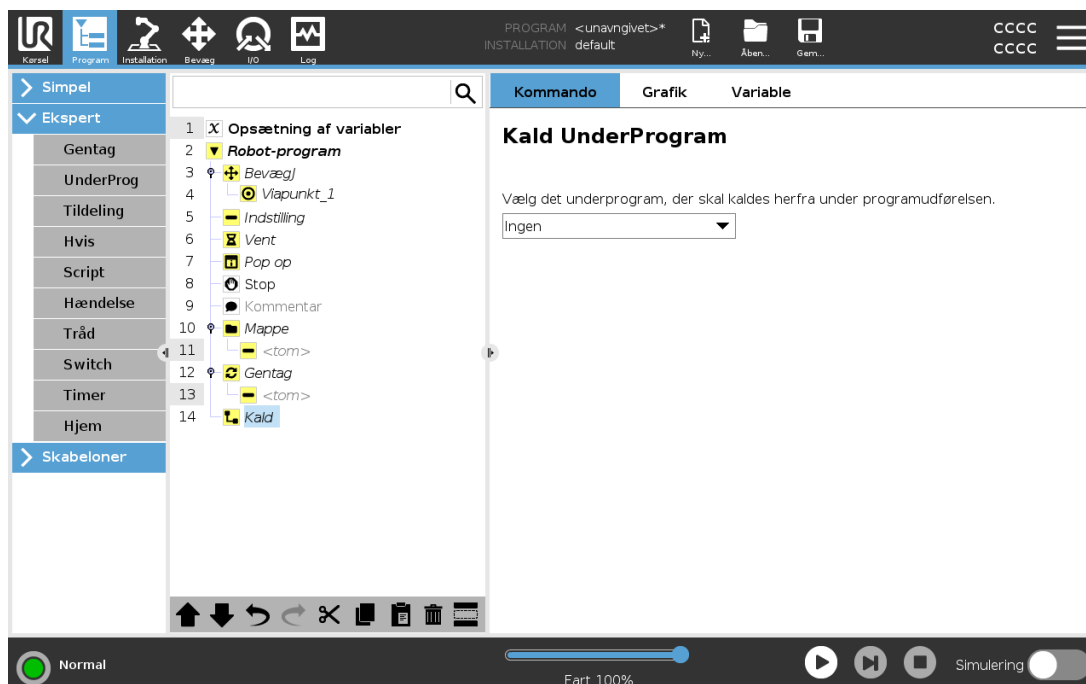 UR
Kørsel
Program
Installation
Bevæg
I/O
Log
PROGRAM <unavngivet>*
INSTALLATION default
Ny...
Åben...
Gem...
CCCC
CCCC
Simpel
Ekspert
Gentag
UnderProg
Tildeling
Hvis
Script
Hændelse
Tråd
Switch
Timer
Hjem
Skabeloner
1 X Opsætning af variabler
2 Robot-program
3 BevægJ
4 Viapunkt_1
5 Indstilling
6 Vent
7 Pop op
8 Stop
9 Kommentar
10 Mappe
11 <tom>
12 Gentag
13 <tom>
14 Kald
Kommando Grafik Variable
Kald UnderProgram
Vælg det underprogram, der skal kaldes herfra under programudførelsen.
Ingen
Normal
Fart 100%
Simulering